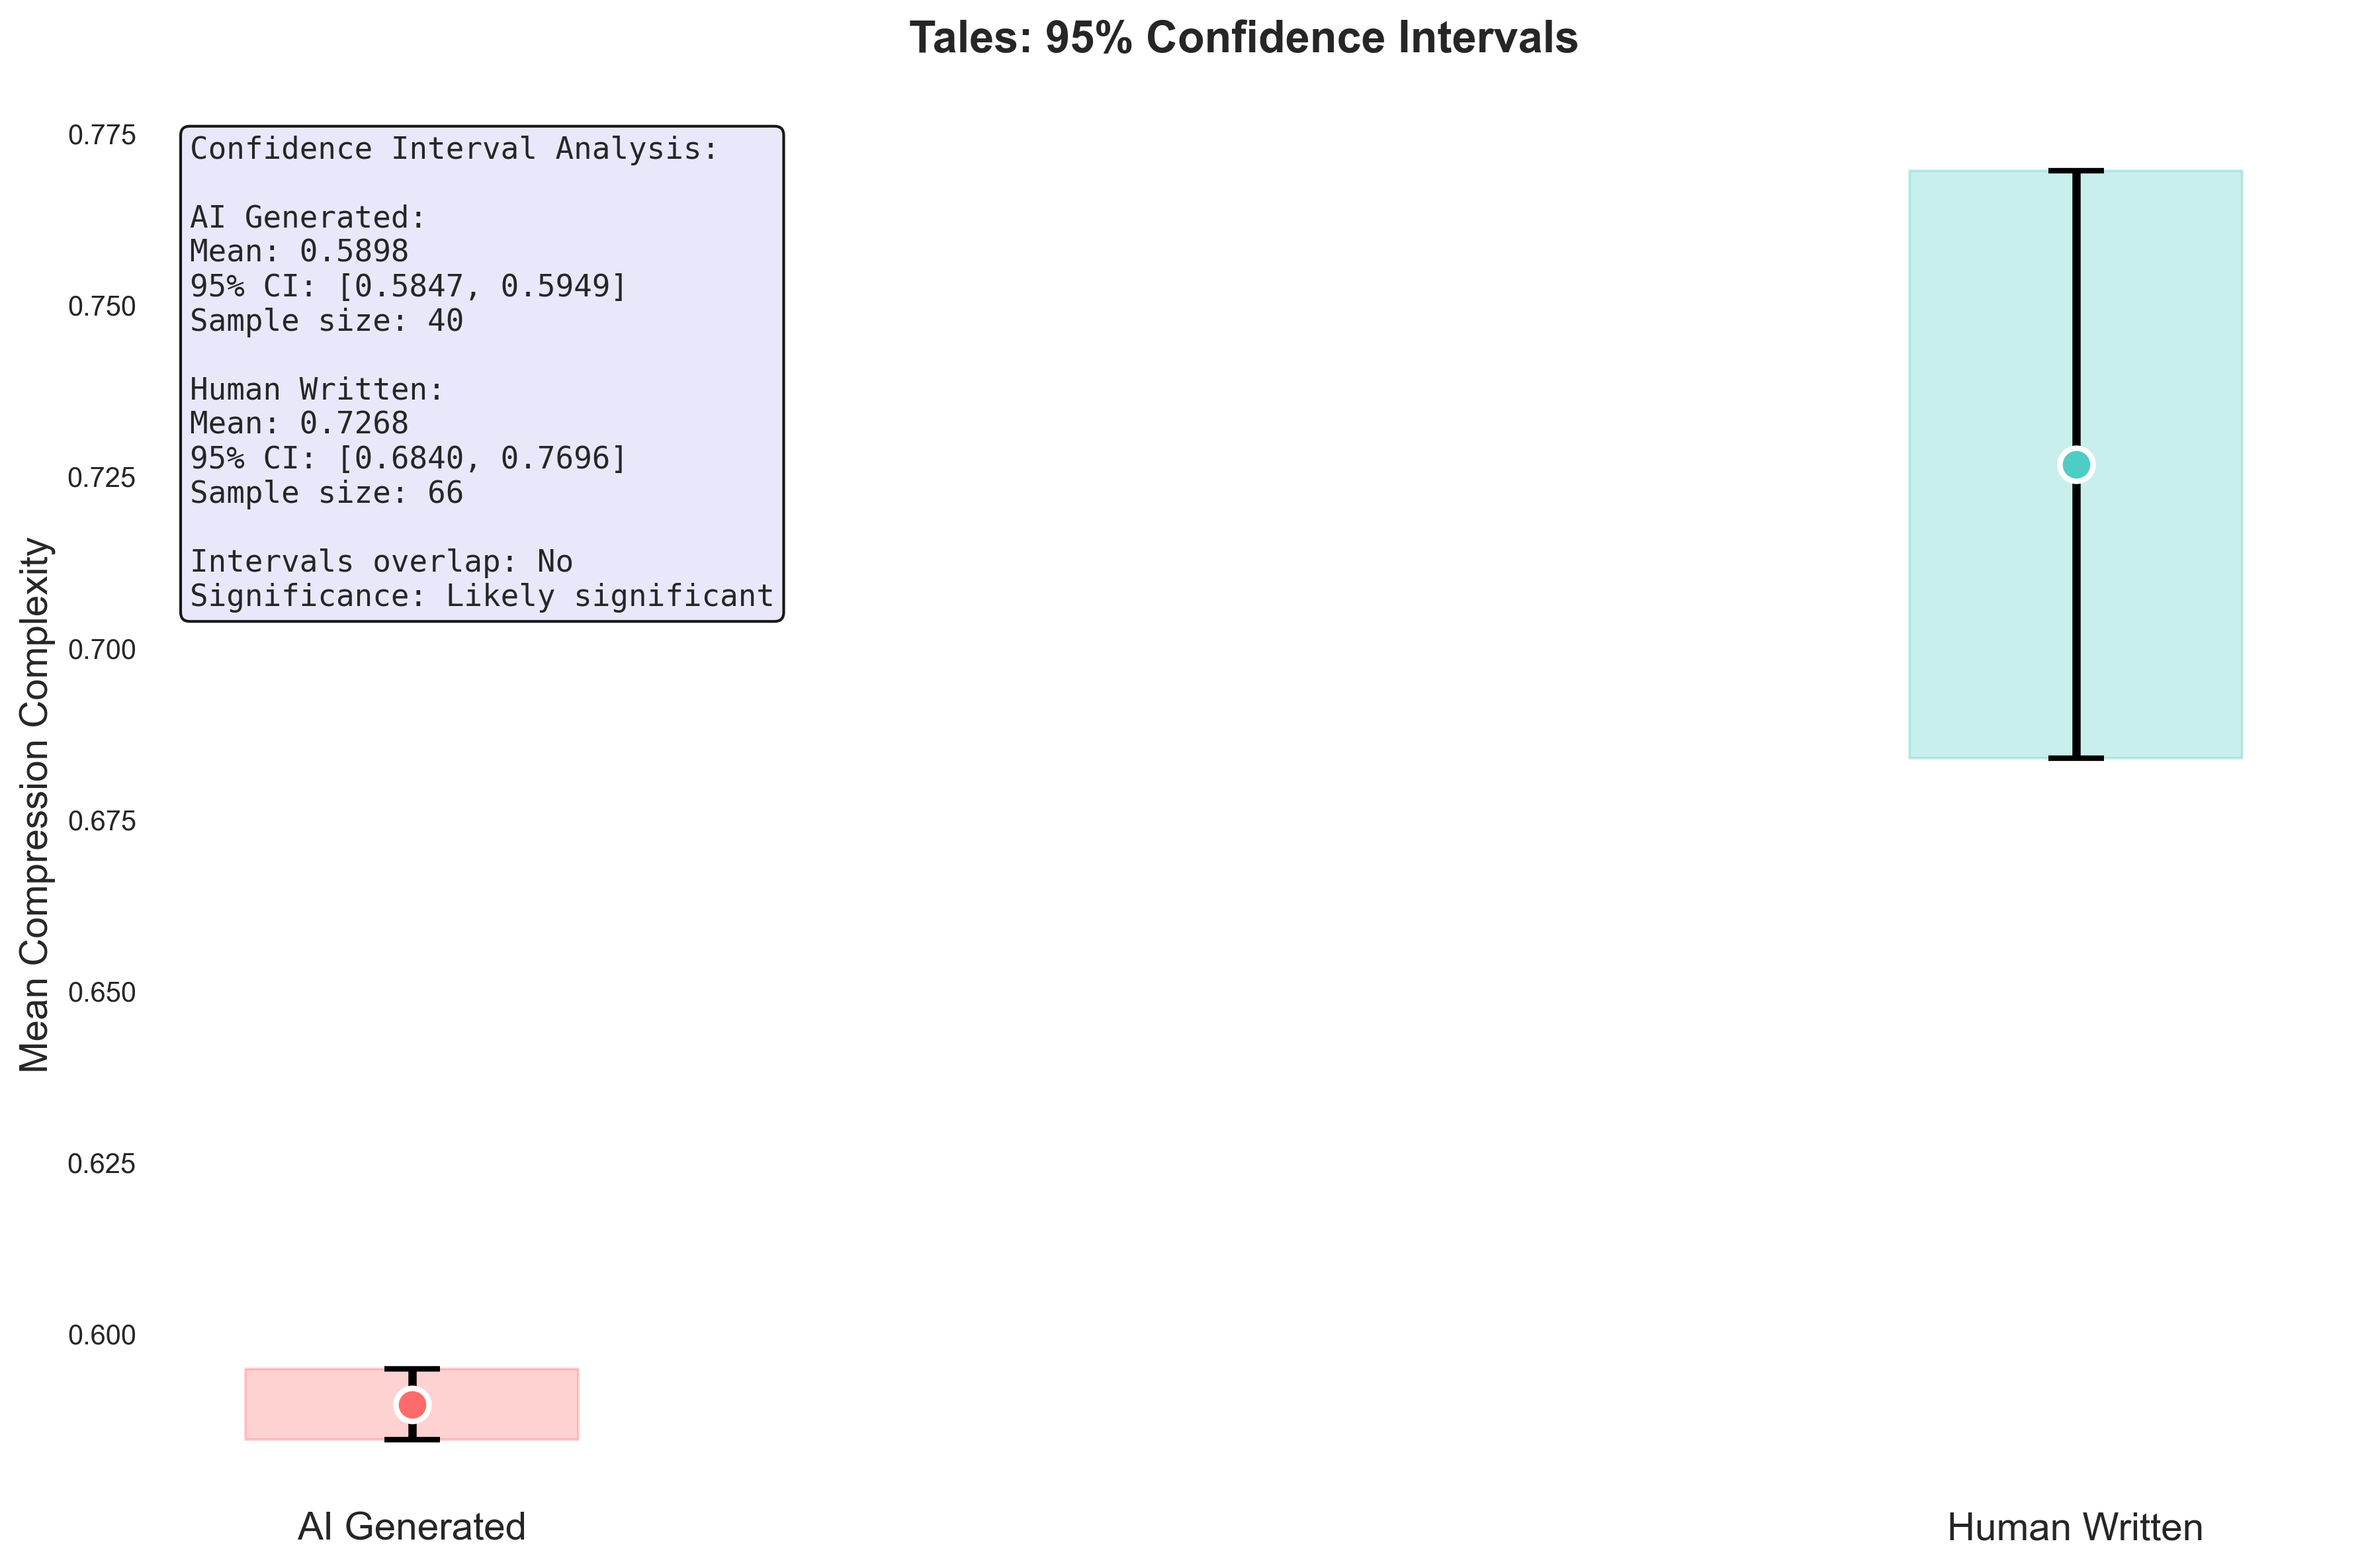 Tales: 95% Confidence Intervals
Mean Compression Complexity
0.775
0.750
0.725
0.700
0.675
0.650
0.625
0.600
Confidence Interval Analysis:
AI Generated:
Mean: 0.5898
95% CI: [0.5847, 0.5949]
Sample size: 40
Human Written:
Mean: 0.7268
95% CI: [0.6840, 0.7696]
Sample size: 66
Intervals overlap: No
Significance: Likely significant
AI Generated
Human Written